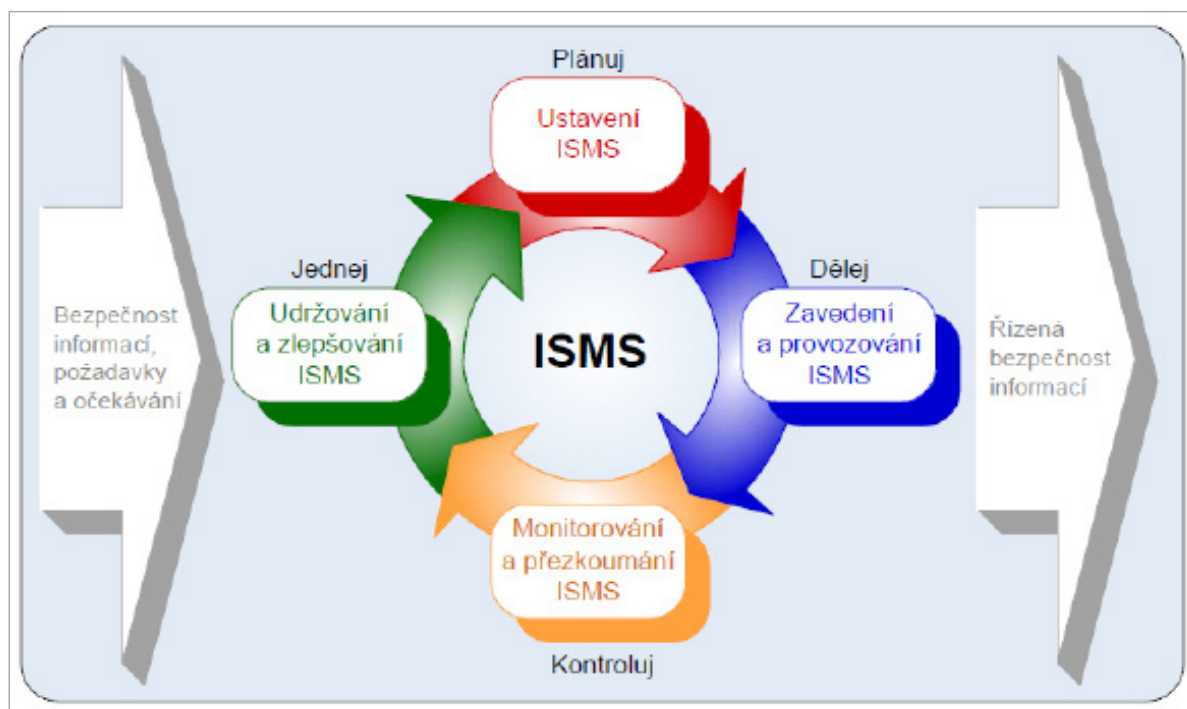 Plánuj
Ustavení
ISMS
Jednej
Udržování
a zlepšování
ISMS
Dělej
Zavedení
a provozování
ISMS
Bezpečnost
informací,
požadavky
a očekávání
ISMS
Řízená
bezpečnost
informací
Monitorování
a přezkoumání
ISMS
Kontroluj